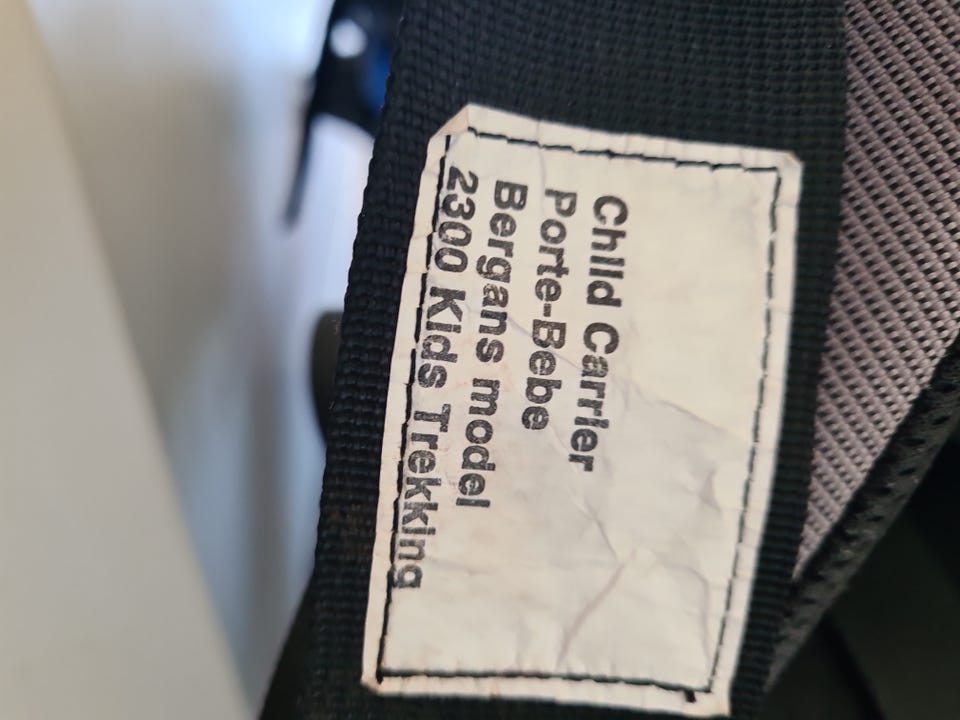 Child Carrier
Porte-Bebe
Bergans model
2300 Kids Trekking